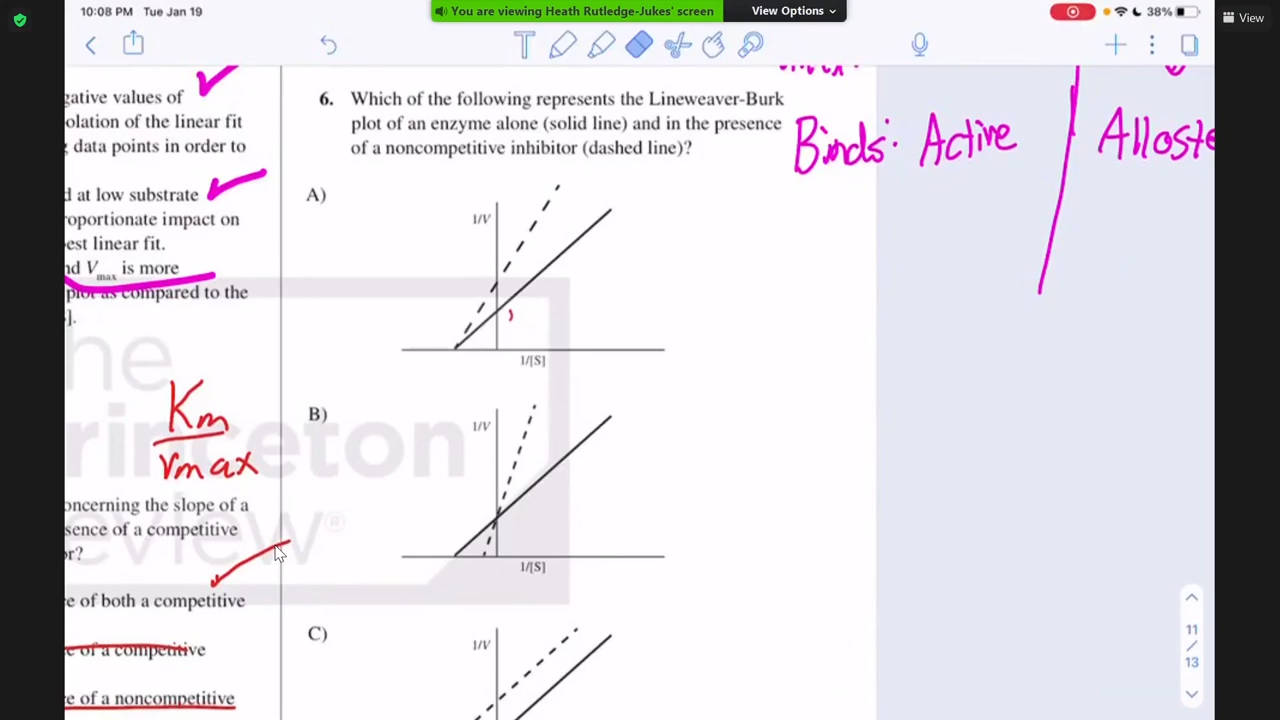 10:08 PM Tue Jan 19
You are viewing Heath Rutledge-Jukes' screen
View Options
38%
View
gative values of
olation of the linear fit
data points in order to
d at low substrate
roportionate impact on
est linear fit.
nd Vmax is more
plot as compared to the
].
Km
Vmax
oncerning the slope of a
sence of a competitive
or?
e of both a competitive
e of a competitive
e of a noncompetitive
the
rinceton
review®
6. Which of the following represents the Lineweaver-Burk
plot of an enzyme alone (solid line) and in the presence
of a noncompetitive inhibitor (dashed line)?
A)
1/V
1/[S]
B)
1/V
1/[S]
C)
1/V
Binds: Active
Alloste
11
/
13